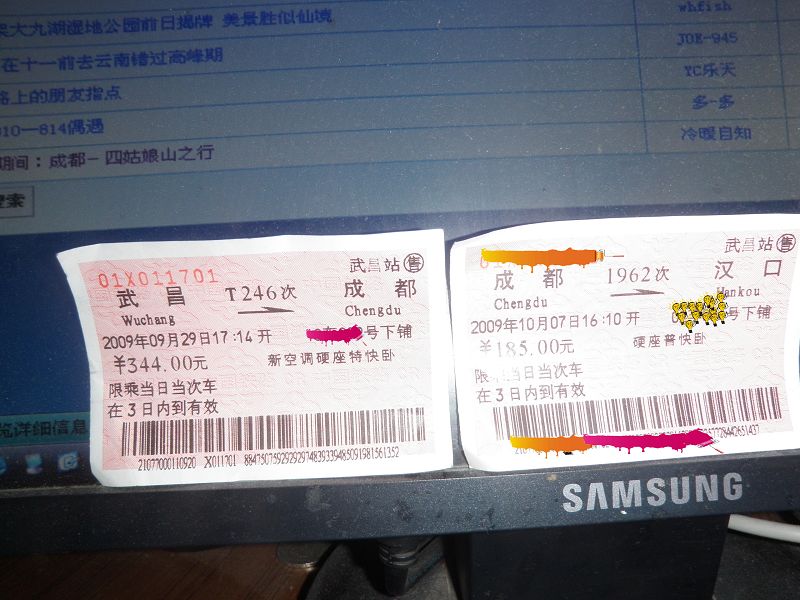 大九湖湿地公园前日揭牌 美景胜似仙境
whfish
在十一前去云南错过高峰期
JOE-945
路上的朋友指点
YC乐天
810--814偶遇
多-多
期间：成都-四姑娘山之行
冷暖自知
搜索
览详细信息
01X011701
武昌站售
武昌 T246次 成都
Wuchang Chengdu
2009年09月29日17:14开 号下铺
¥344.00元 新空调硬座特快卧
限乘当日当次车
在3日内到有效
21077000110920 X011701
武昌站售
成都 1962次 汉口
Chengdu Hankou
2009年10月07日16:10开 号下铺
¥185.00元 硬座普快卧
限乘当日当次车
在3日内到有效
SAMSUNG